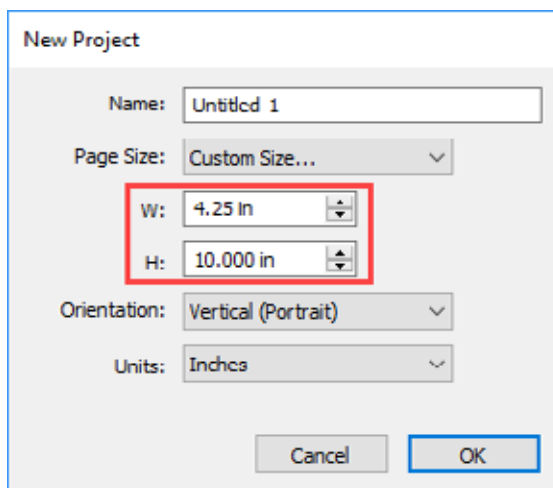 New Project
Name: Untitled 1
Page Size: Custom Size...
W: 4.25 in
H: 10.000 in
Orientation: Vertical (Portrait)
Units: Inches
Cancel OK